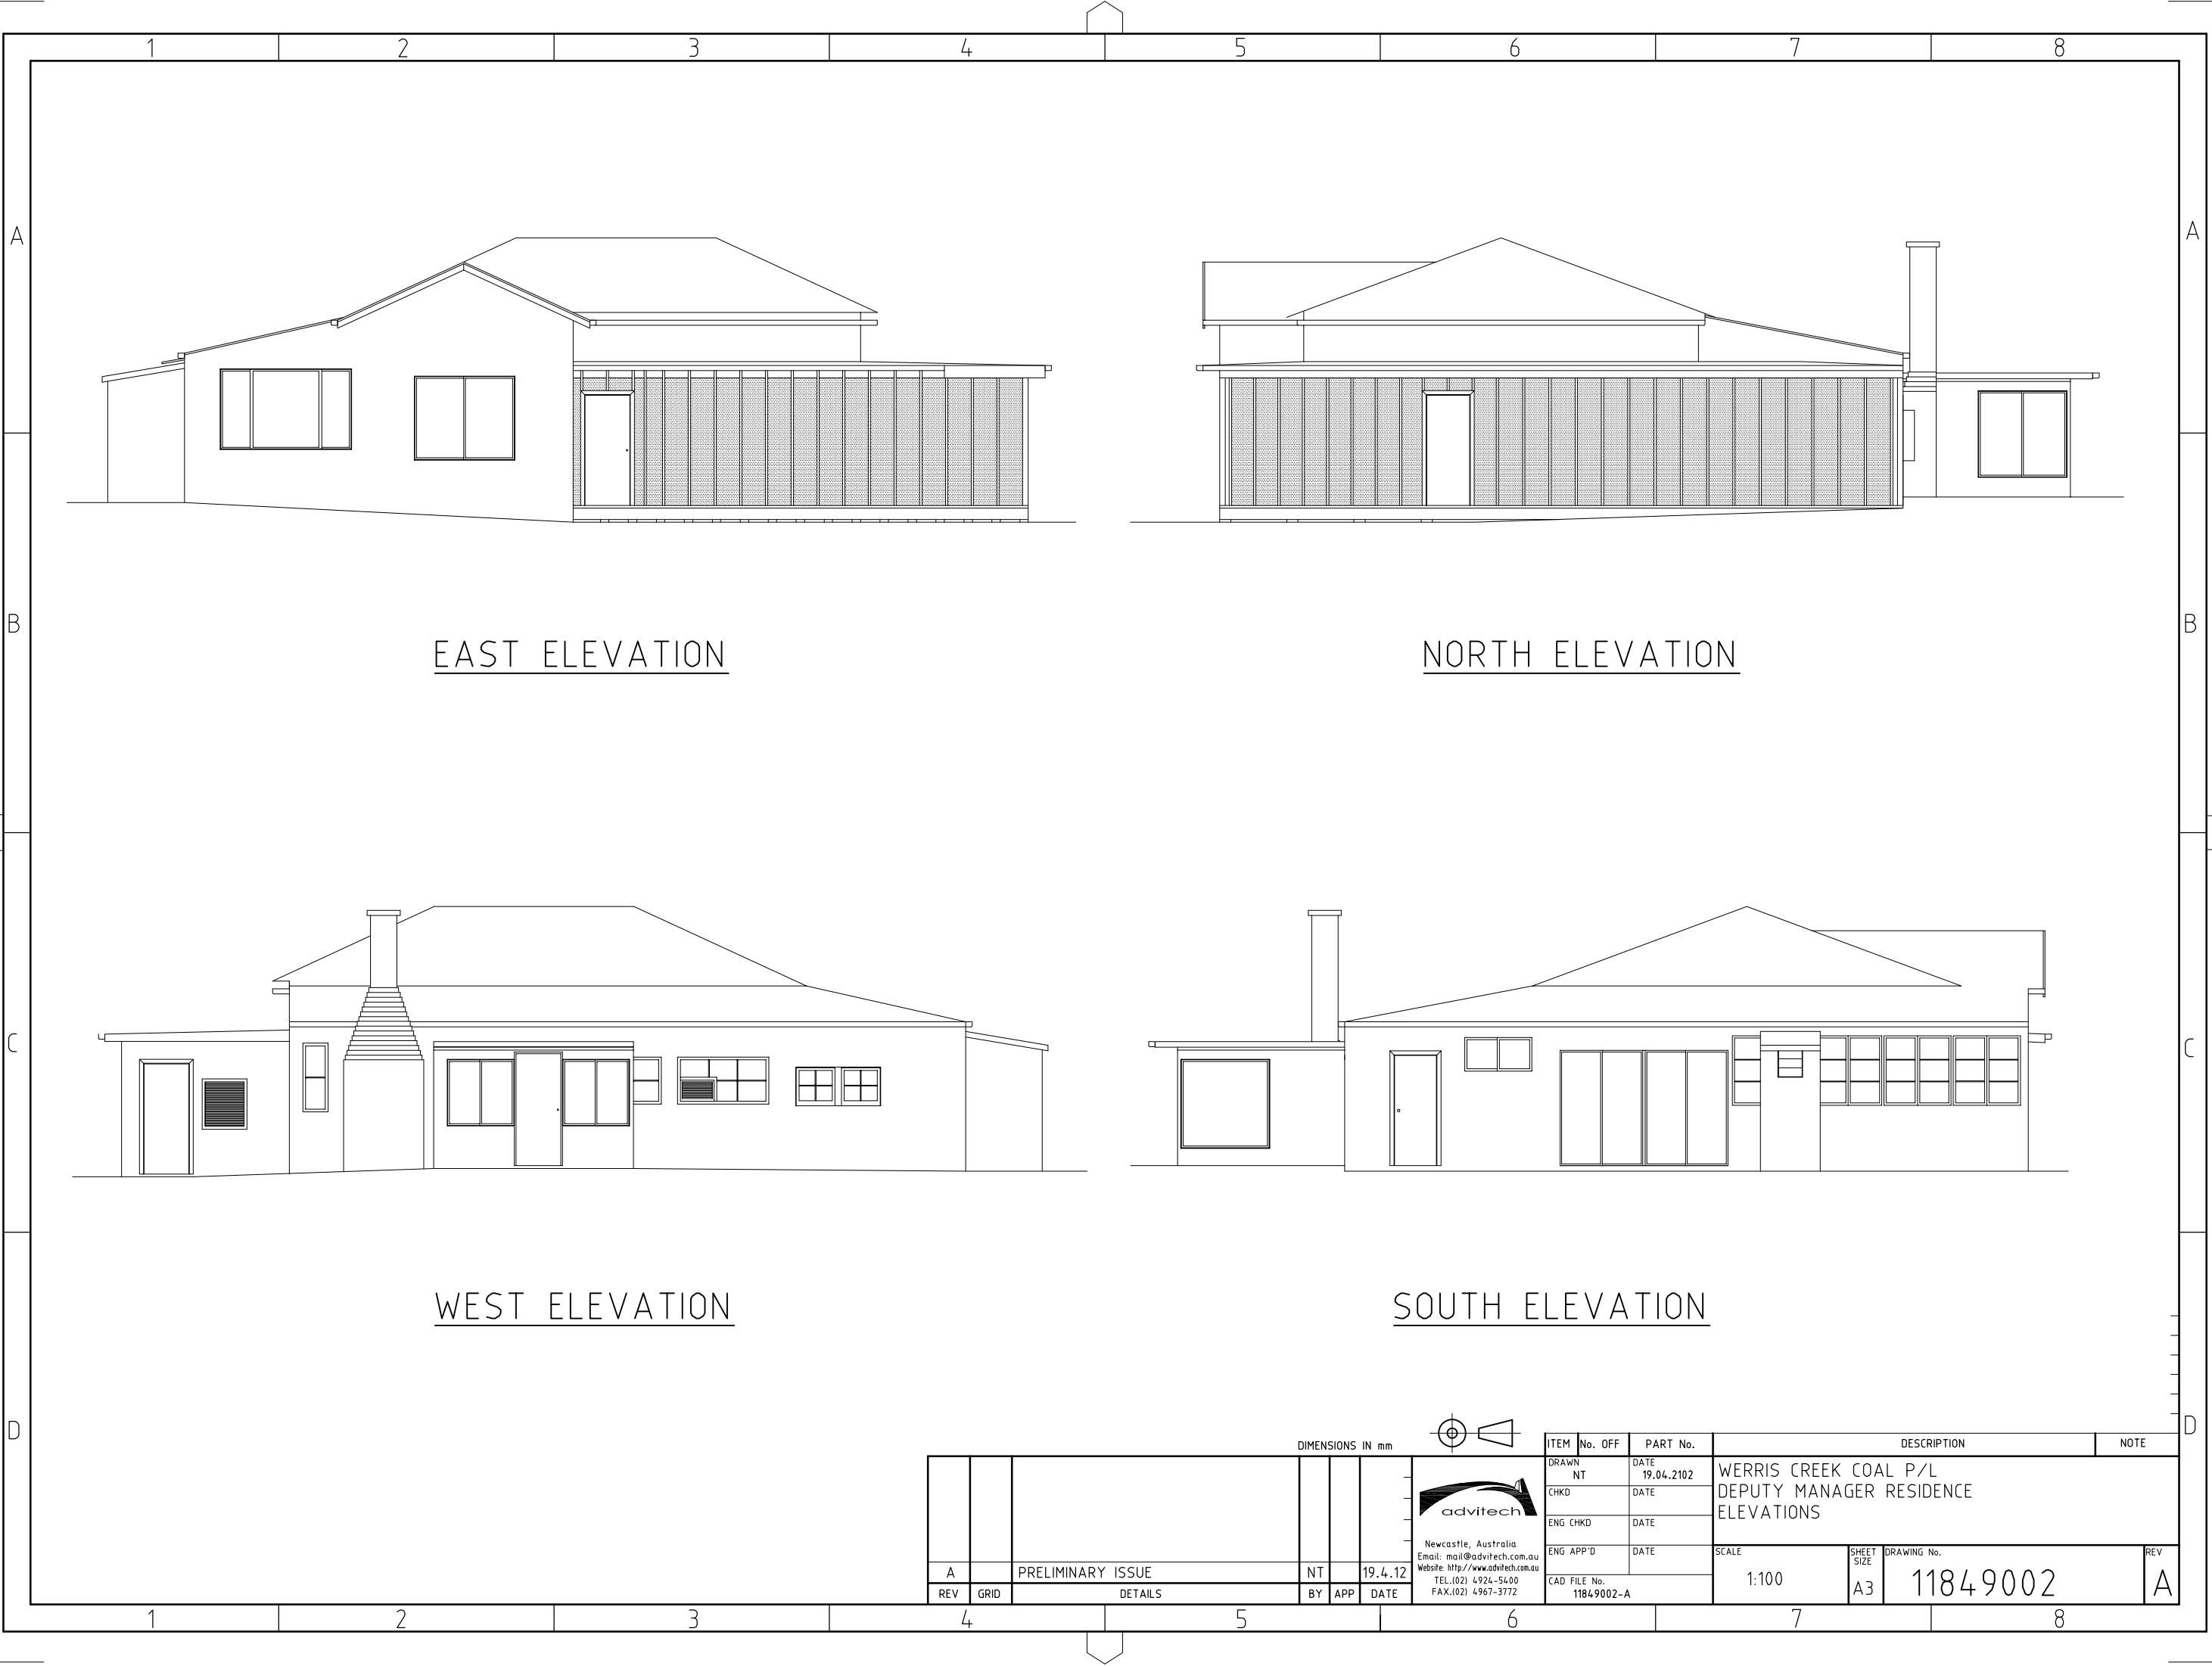 1 2 3 4 5 6 7 8
A A
B B
EAST ELEVATION NORTH ELEVATION
C C
WEST ELEVATION SOUTH ELEVATION
D D
DIMENSIONS IN mm
ITEM No. OFF PART No. DESCRIPTION NOTE
DRAWN DATE
NT 19.04.2102
CHKD DATE
ENG CHKD DATE
ENG APP'D DATE
CAD FILE No.
11849002-A
WERRIS CREEK COAL P/L
DEPUTY MANAGER RESIDENCE
ELEVATIONS
SCALE
1:100
SHEET
SIZE
A3
DRAWING No.
11849002
REV
A
advitech
Newcastle, Australia
Email: mail@advitech.com.au
Website: http://www.advitech.com.au
TEL.(02) 4924-5400
FAX.(02) 4967-3772
A PRELIMINARY ISSUE NT 19.4.12
REV GRID DETAILS BY APP DATE
1 2 3 4 5 6 7 8